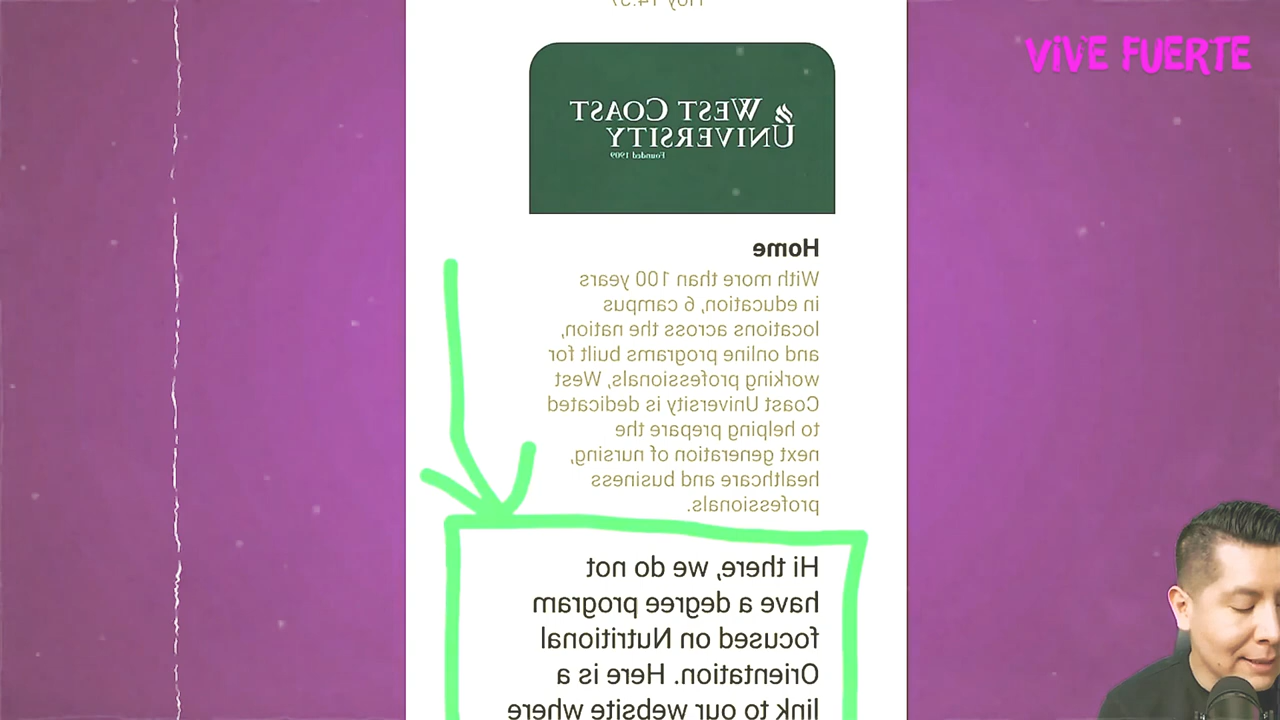 VIVE FUERTE
WEST COAST
UNIVERSITY
Founded 1909
Home
With more than 100 years
in education, 6 campus
locations across the nation,
and online programs built for
working professionals, West
Coast University is dedicated
to helping prepare the
next generation of nursing,
healthcare and business
professionals.
Hi there, we do not
have a degree program
focused on Nutritional
Orientation. Here is a
link to our website where